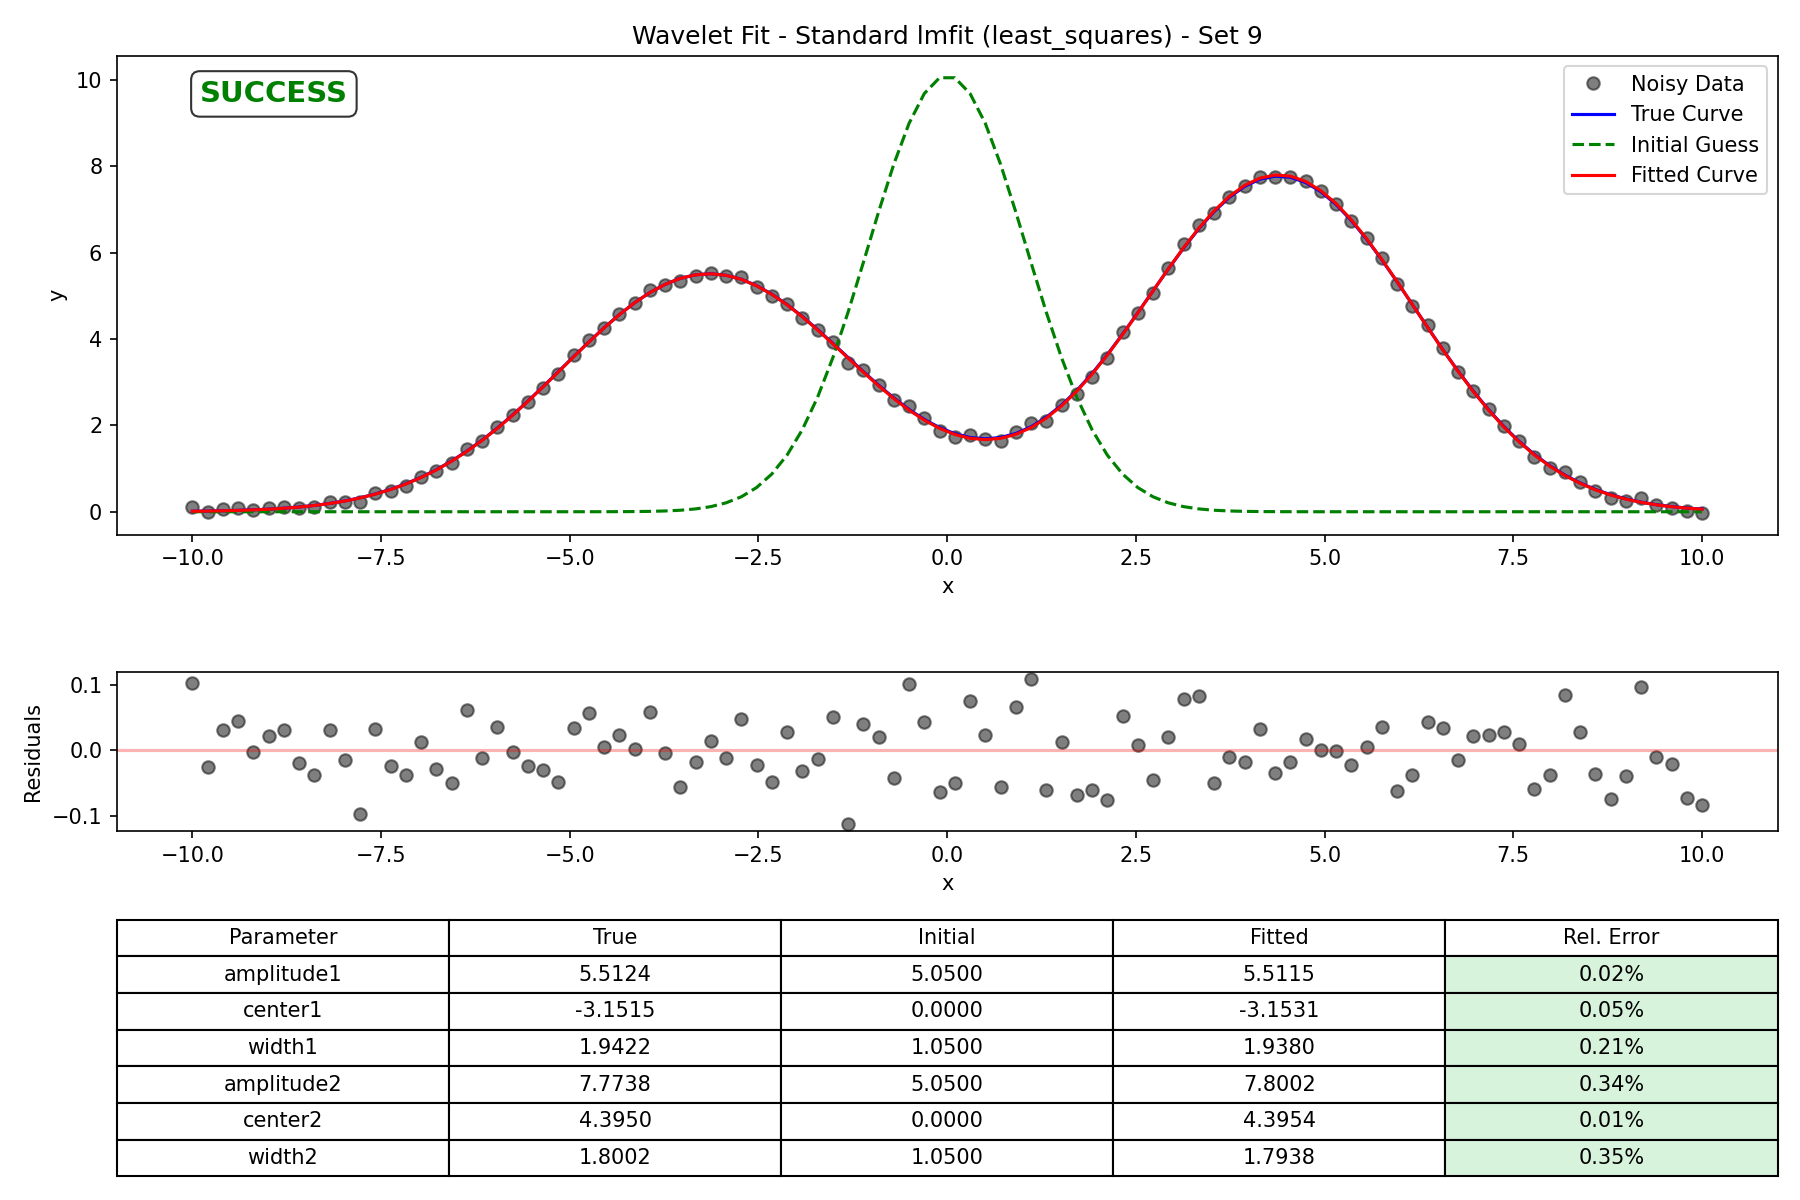 Wavelet Fit - Standard lmfit (least_squares) - Set 9
SUCCESS
Noisy Data
True Curve
Initial Guess
Fitted Curve
10
8
6
4
2
0
y
−10.0 −7.5 −5.0 −2.5 0.0 2.5 5.0 7.5 10.0
x
0.1
0.0
−0.1
Residuals
−10.0 −7.5 −5.0 −2.5 0.0 2.5 5.0 7.5 10.0
x
Parameter True Initial Fitted Rel. Error
amplitude1 5.5124 5.0500 5.5115 0.02%
center1 -3.1515 0.0000 -3.1531 0.05%
width1 1.9422 1.0500 1.9380 0.21%
amplitude2 7.7738 5.0500 7.8002 0.34%
center2 4.3950 0.0000 4.3954 0.01%
width2 1.8002 1.0500 1.7938 0.35%